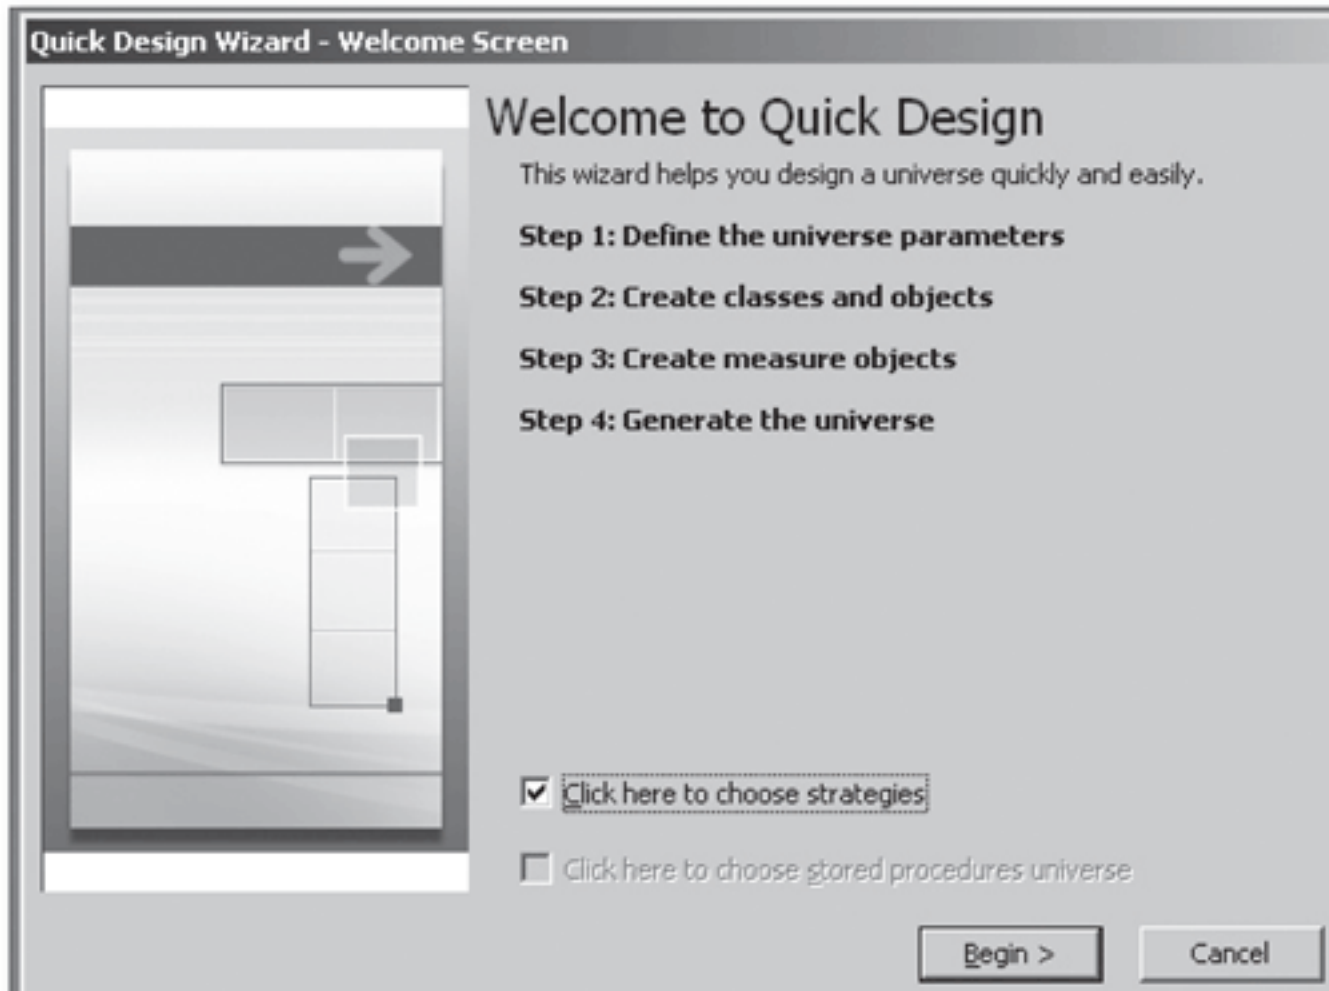 Quick Design Wizard - Welcome Screen
Welcome to Quick Design
This wizard helps you design a universe quickly and easily.
Step 1: Define the universe parameters
Step 2: Create classes and objects
Step 3: Create measure objects
Step 4: Generate the universe
Click here to choose strategies
Click here to choose stored procedures universe
Begin >
Cancel